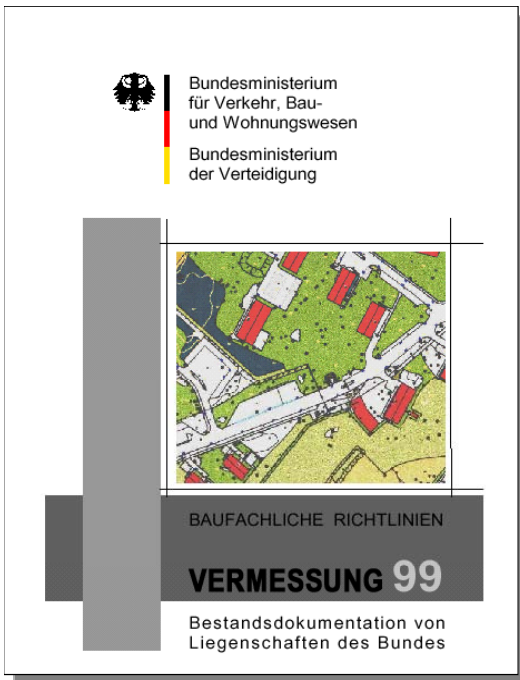 Bundesministerium
für Verkehr, Bau-
und Wohnungswesen
Bundesministerium
der Verteidigung
BAUFACHLICHE RICHTLINIEN
VERMESSUNG 99
Bestandsdokumentation von
Liegenschaften des Bundes